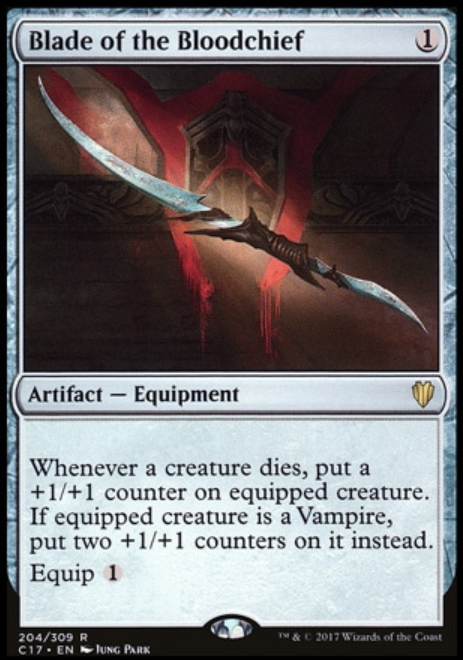 Blade of the Bloodchief 1
Artifact — Equipment
Whenever a creature dies, put a
+1/+1 counter on equipped creature.
If equipped creature is a Vampire,
put two +1/+1 counters on it instead.
Equip 1
204/309 R
C17 • EN Jung Park
™ & © 2017 Wizards of the Coast